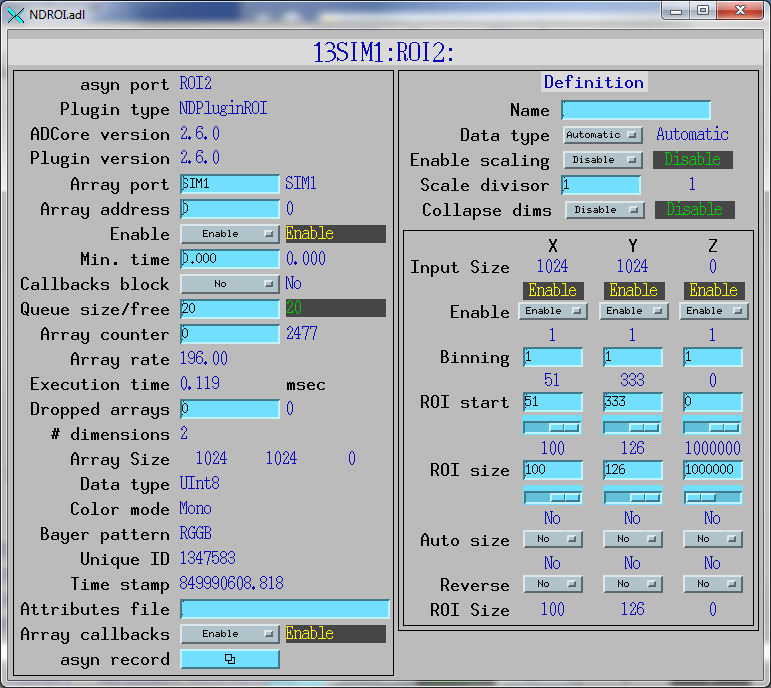 NDROI.adl
13SIM1:ROI2:
asyn port ROI2
Plugin type NDPluginROI
ADCore version 2.6.0
Plugin version 2.6.0
Array port SIM1 SIM1
Array address 0 0
Enable Enable Enable
Min. time 0.000 0.000
Callbacks block No No
Queue size/free 20 20
Array counter 0 2477
Array rate 196.00
Execution time 0.119 msec
Dropped arrays 0 0
# dimensions 2
Array Size 1024 1024 0
Data type UInt8
Color mode Mono
Bayer pattern RGGB
Unique ID 1347583
Time stamp 849990608.818
Attributes file
Array callbacks Enable Enable
asyn record
Definition
Name
Data type Automatic Automatic
Enable scaling Disable Disable
Scale divisor 1 1
Collapse dims Disable Disable
X Y Z
Input Size 1024 1024 0
Enable Enable Enable
Enable Enable Enable Enable
1 1 1
Binning 1 1 1
51 333 0
ROI start 51 333 0
100 126 1000000
ROI size 100 126 1000000
No No No
Auto size No No No
No No No
Reverse No No No
ROI Size 100 126 0